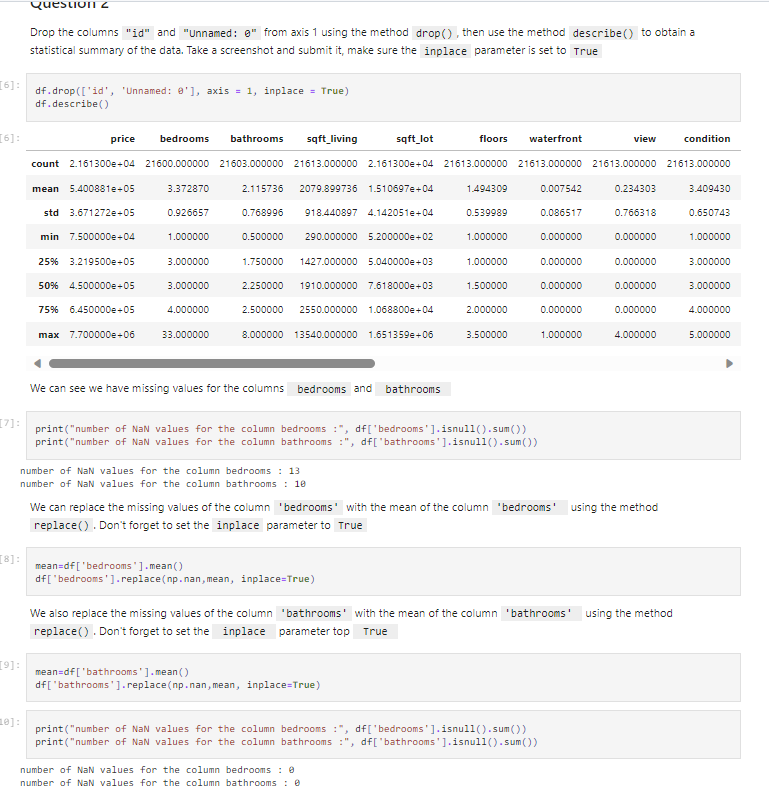 Question 2
Drop the columns "id" and "Unnamed: 0" from axis 1 using the method drop(), then use the method describe() to obtain a
statistical summary of the data. Take a screenshot and submit it, make sure the inplace parameter is set to True
[6]:
df.drop(['id', 'Unnamed: 0'], axis = 1, inplace = True)
df.describe()
[6]:
price bedrooms bathrooms sqft_living sqft_lot floors waterfront view condition
count 2.161300e+04 21600.000000 21603.000000 21613.000000 2.161300e+04 21613.000000 21613.000000 21613.000000 21613.000000
mean 5.400881e+05 3.372870 2.115736 2079.899736 1.510697e+04 1.494309 0.007542 0.234303 3.409430
std 3.671272e+05 0.926657 0.768996 918.440897 4.142051e+04 0.539989 0.086517 0.766318 0.650743
min 7.500000e+04 1.000000 0.500000 290.000000 5.200000e+02 1.000000 0.000000 0.000000 1.000000
25% 3.219500e+05 3.000000 1.750000 1427.000000 5.040000e+03 1.000000 0.000000 0.000000 3.000000
50% 4.500000e+05 3.000000 2.250000 1910.000000 7.618000e+03 1.500000 0.000000 0.000000 3.000000
75% 6.450000e+05 4.000000 2.500000 2550.000000 1.068800e+04 2.000000 0.000000 0.000000 4.000000
max 7.700000e+06 33.000000 8.000000 13540.000000 1.651359e+06 3.500000 1.000000 4.000000 5.000000
We can see we have missing values for the columns bedrooms and bathrooms
[7]:
print("number of NaN values for the column bedrooms :", df['bedrooms'].isnull().sum())
print("number of NaN values for the column bathrooms :", df['bathrooms'].isnull().sum())
number of NaN values for the column bedrooms : 13
number of NaN values for the column bathrooms : 10
We can replace the missing values of the column 'bedrooms' with the mean of the column 'bedrooms' using the method
replace(). Don't forget to set the inplace parameter to True
[8]:
mean=df['bedrooms'].mean()
df['bedrooms'].replace(np.nan,mean, inplace=True)
We also replace the missing values of the column 'bathrooms' with the mean of the column 'bathrooms' using the method
replace(). Don't forget to set the inplace parameter top True
[9]:
mean=df['bathrooms'].mean()
df['bathrooms'].replace(np.nan,mean, inplace=True)
10]:
print("number of NaN values for the column bedrooms :", df['bedrooms'].isnull().sum())
print("number of NaN values for the column bathrooms :", df['bathrooms'].isnull().sum())
number of NaN values for the column bedrooms : 0
number of NaN values for the column bathrooms : 0